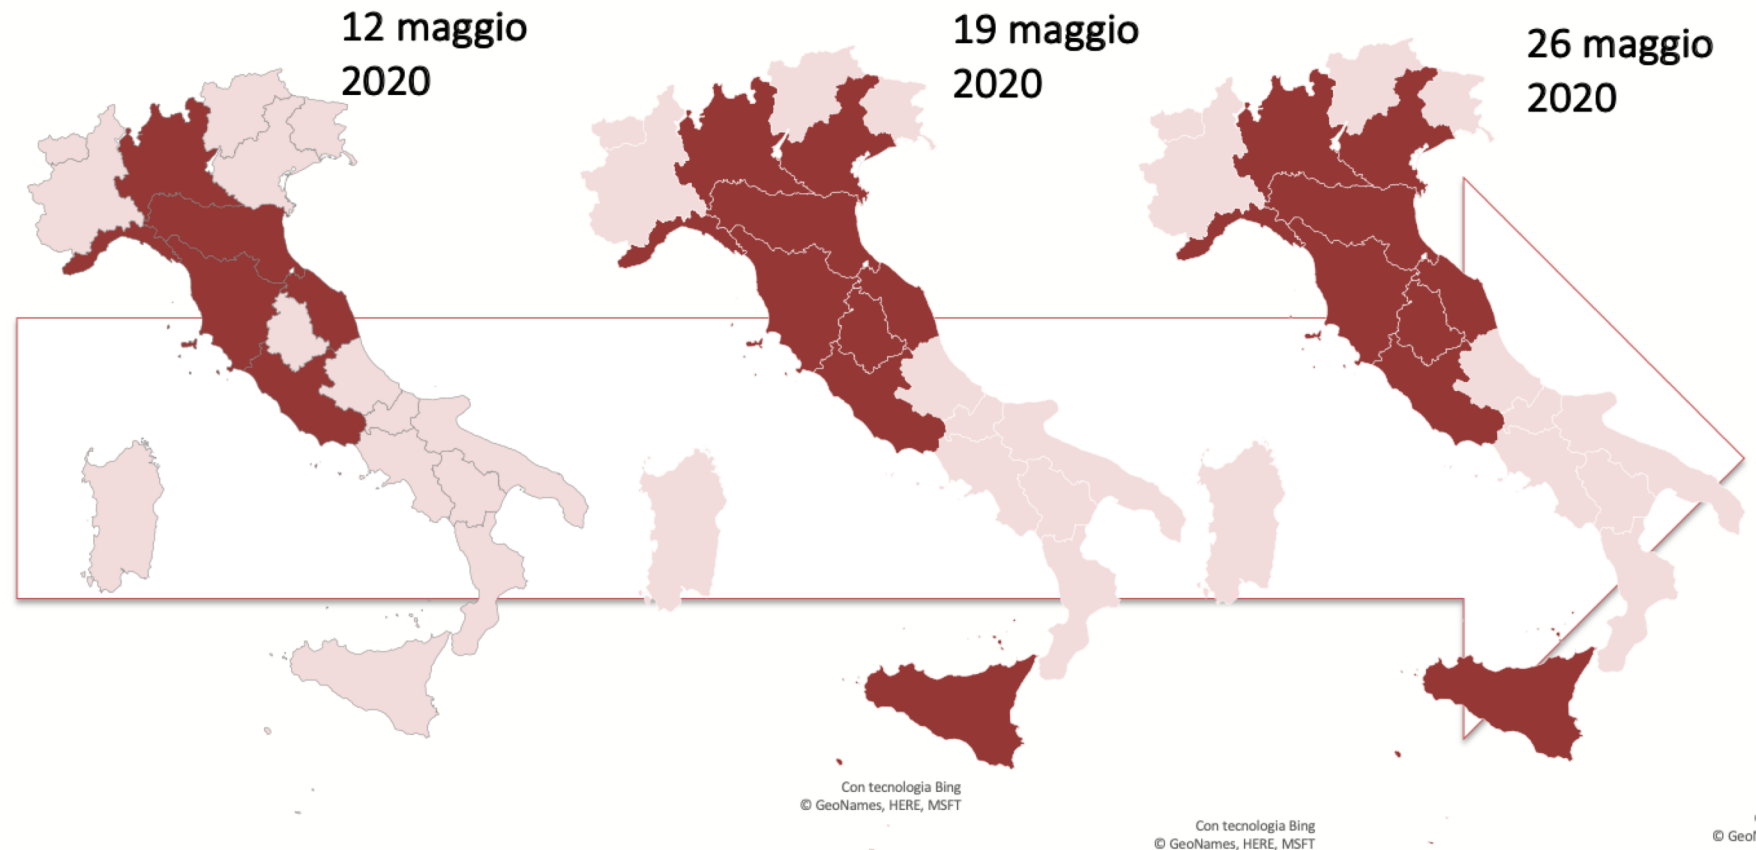 12 maggio
2020
19 maggio
2020
26 maggio
2020
Con tecnologia Bing
© GeoNames, HERE, MSFT
Con tecnologia Bing
© GeoNames, HERE, MSFT